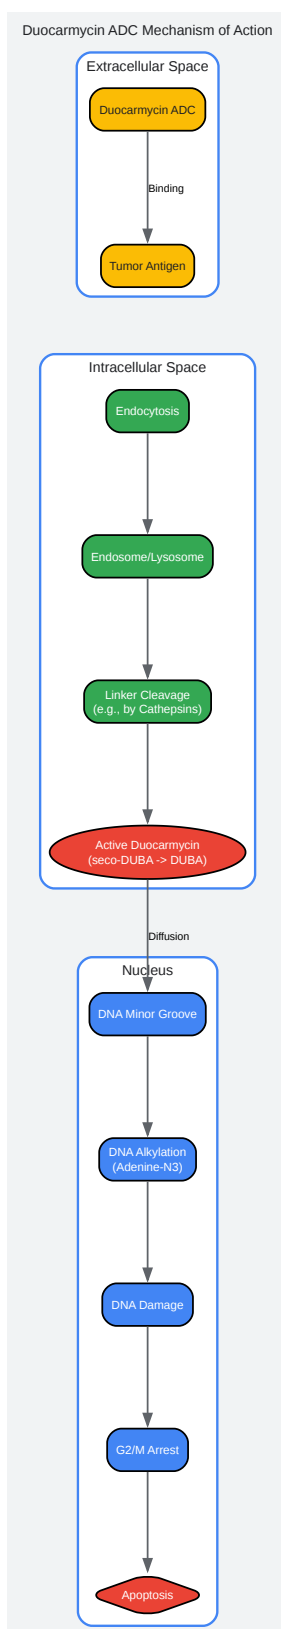 Duocarmycin ADC Mechanism of Action
Extracellular Space
Duocarmycin ADC
Binding
Tumor Antigen
Intracellular Space
Endocytosis
Endosome/Lysosome
Linker Cleavage
(e.g., by Cathepsins)
Active Duocarmycin
(seco-DUBA -> DUBA)
Diffusion
Nucleus
DNA Minor Groove
DNA Alkylation
(Adenine-N3)
DNA Damage
G2/M Arrest
Apoptosis